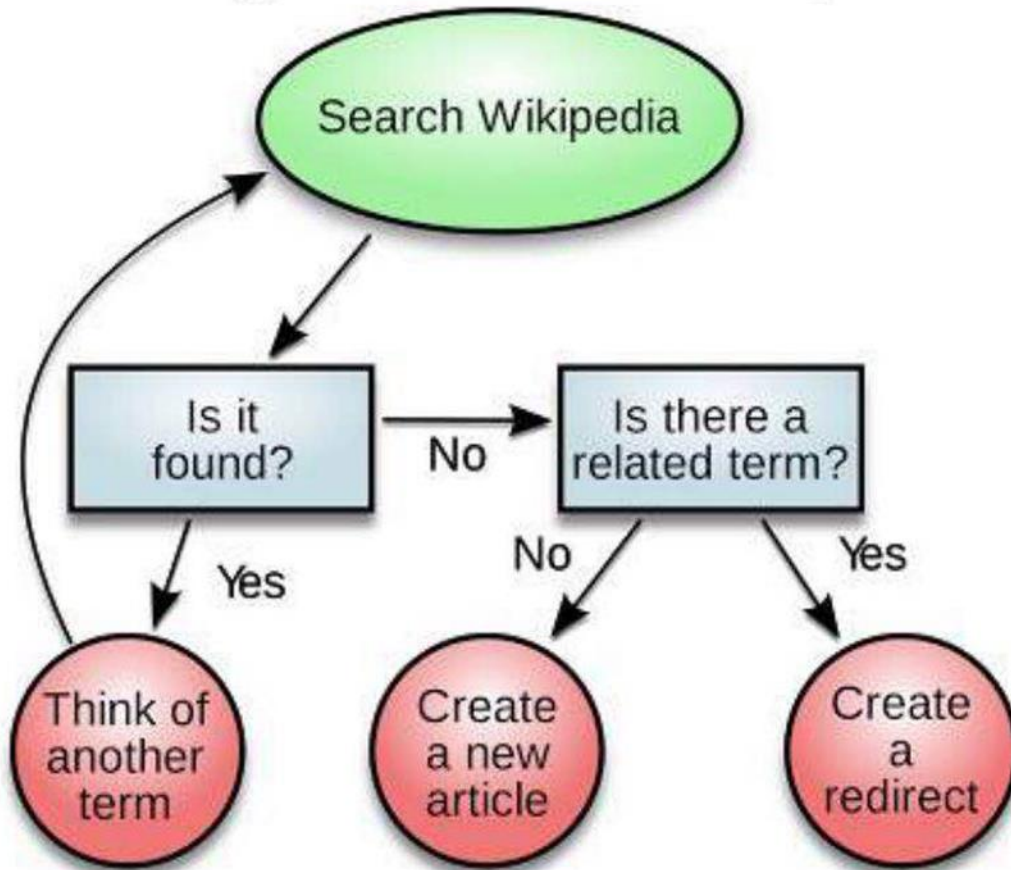 Search Wikipedia
Is it
found?
No
Is there a
related term?
Yes
No
Yes
Think of
another
term
Create
a new
article
Create
a
redirect